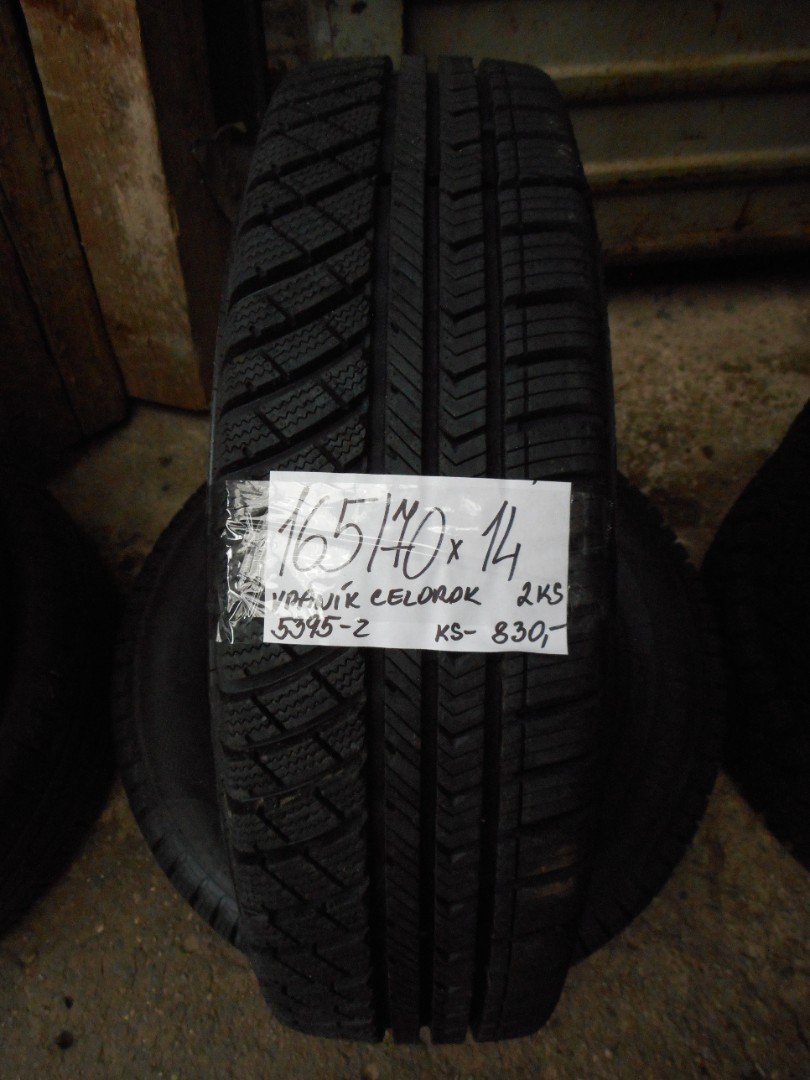 165/70 x 14
VRANÍK CELOROK 2KS
5395-2 KS- 830,-